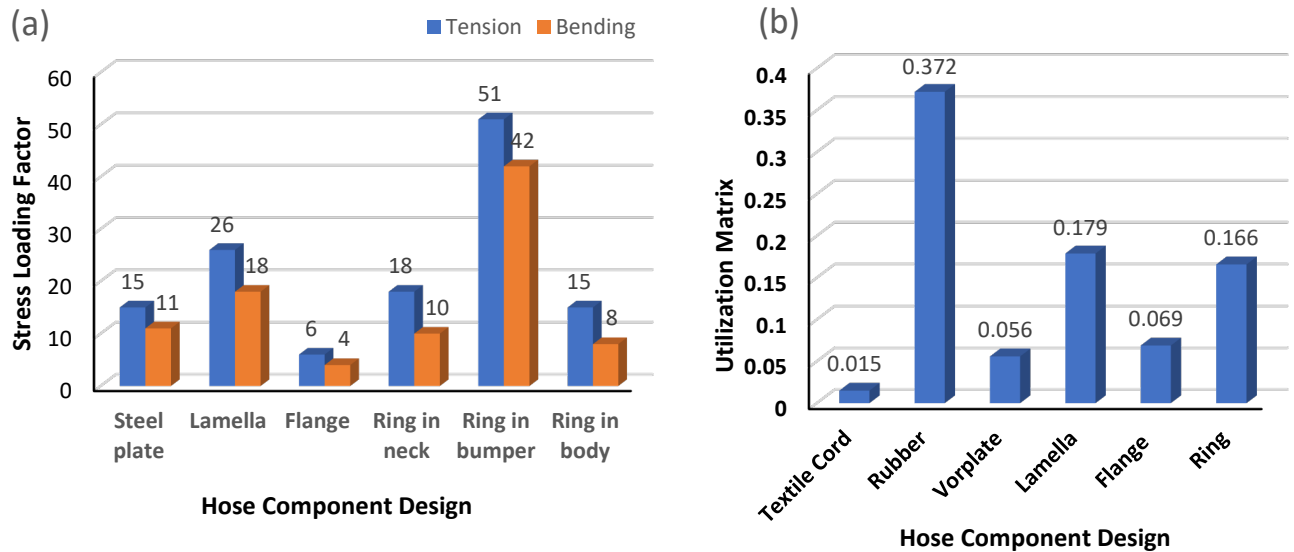 (a)
Tension Bending
Stress Loading Factor
60
50
40
30
20
10
0
15
11
26
18
6
4
18
10
51
42
15
8
Steel plate
Lamella
Flange
Ring in neck
Ring in bumper
Ring in body
Hose Component Design
(b)
Utilization Matrix
0.4
0.35
0.3
0.25
0.2
0.15
0.1
0.05
0
0.015
0.372
0.056
0.179
0.069
0.166
Textile Cord
Rubber
Vorplate
Lamella
Flange
Ring
Hose Component Design